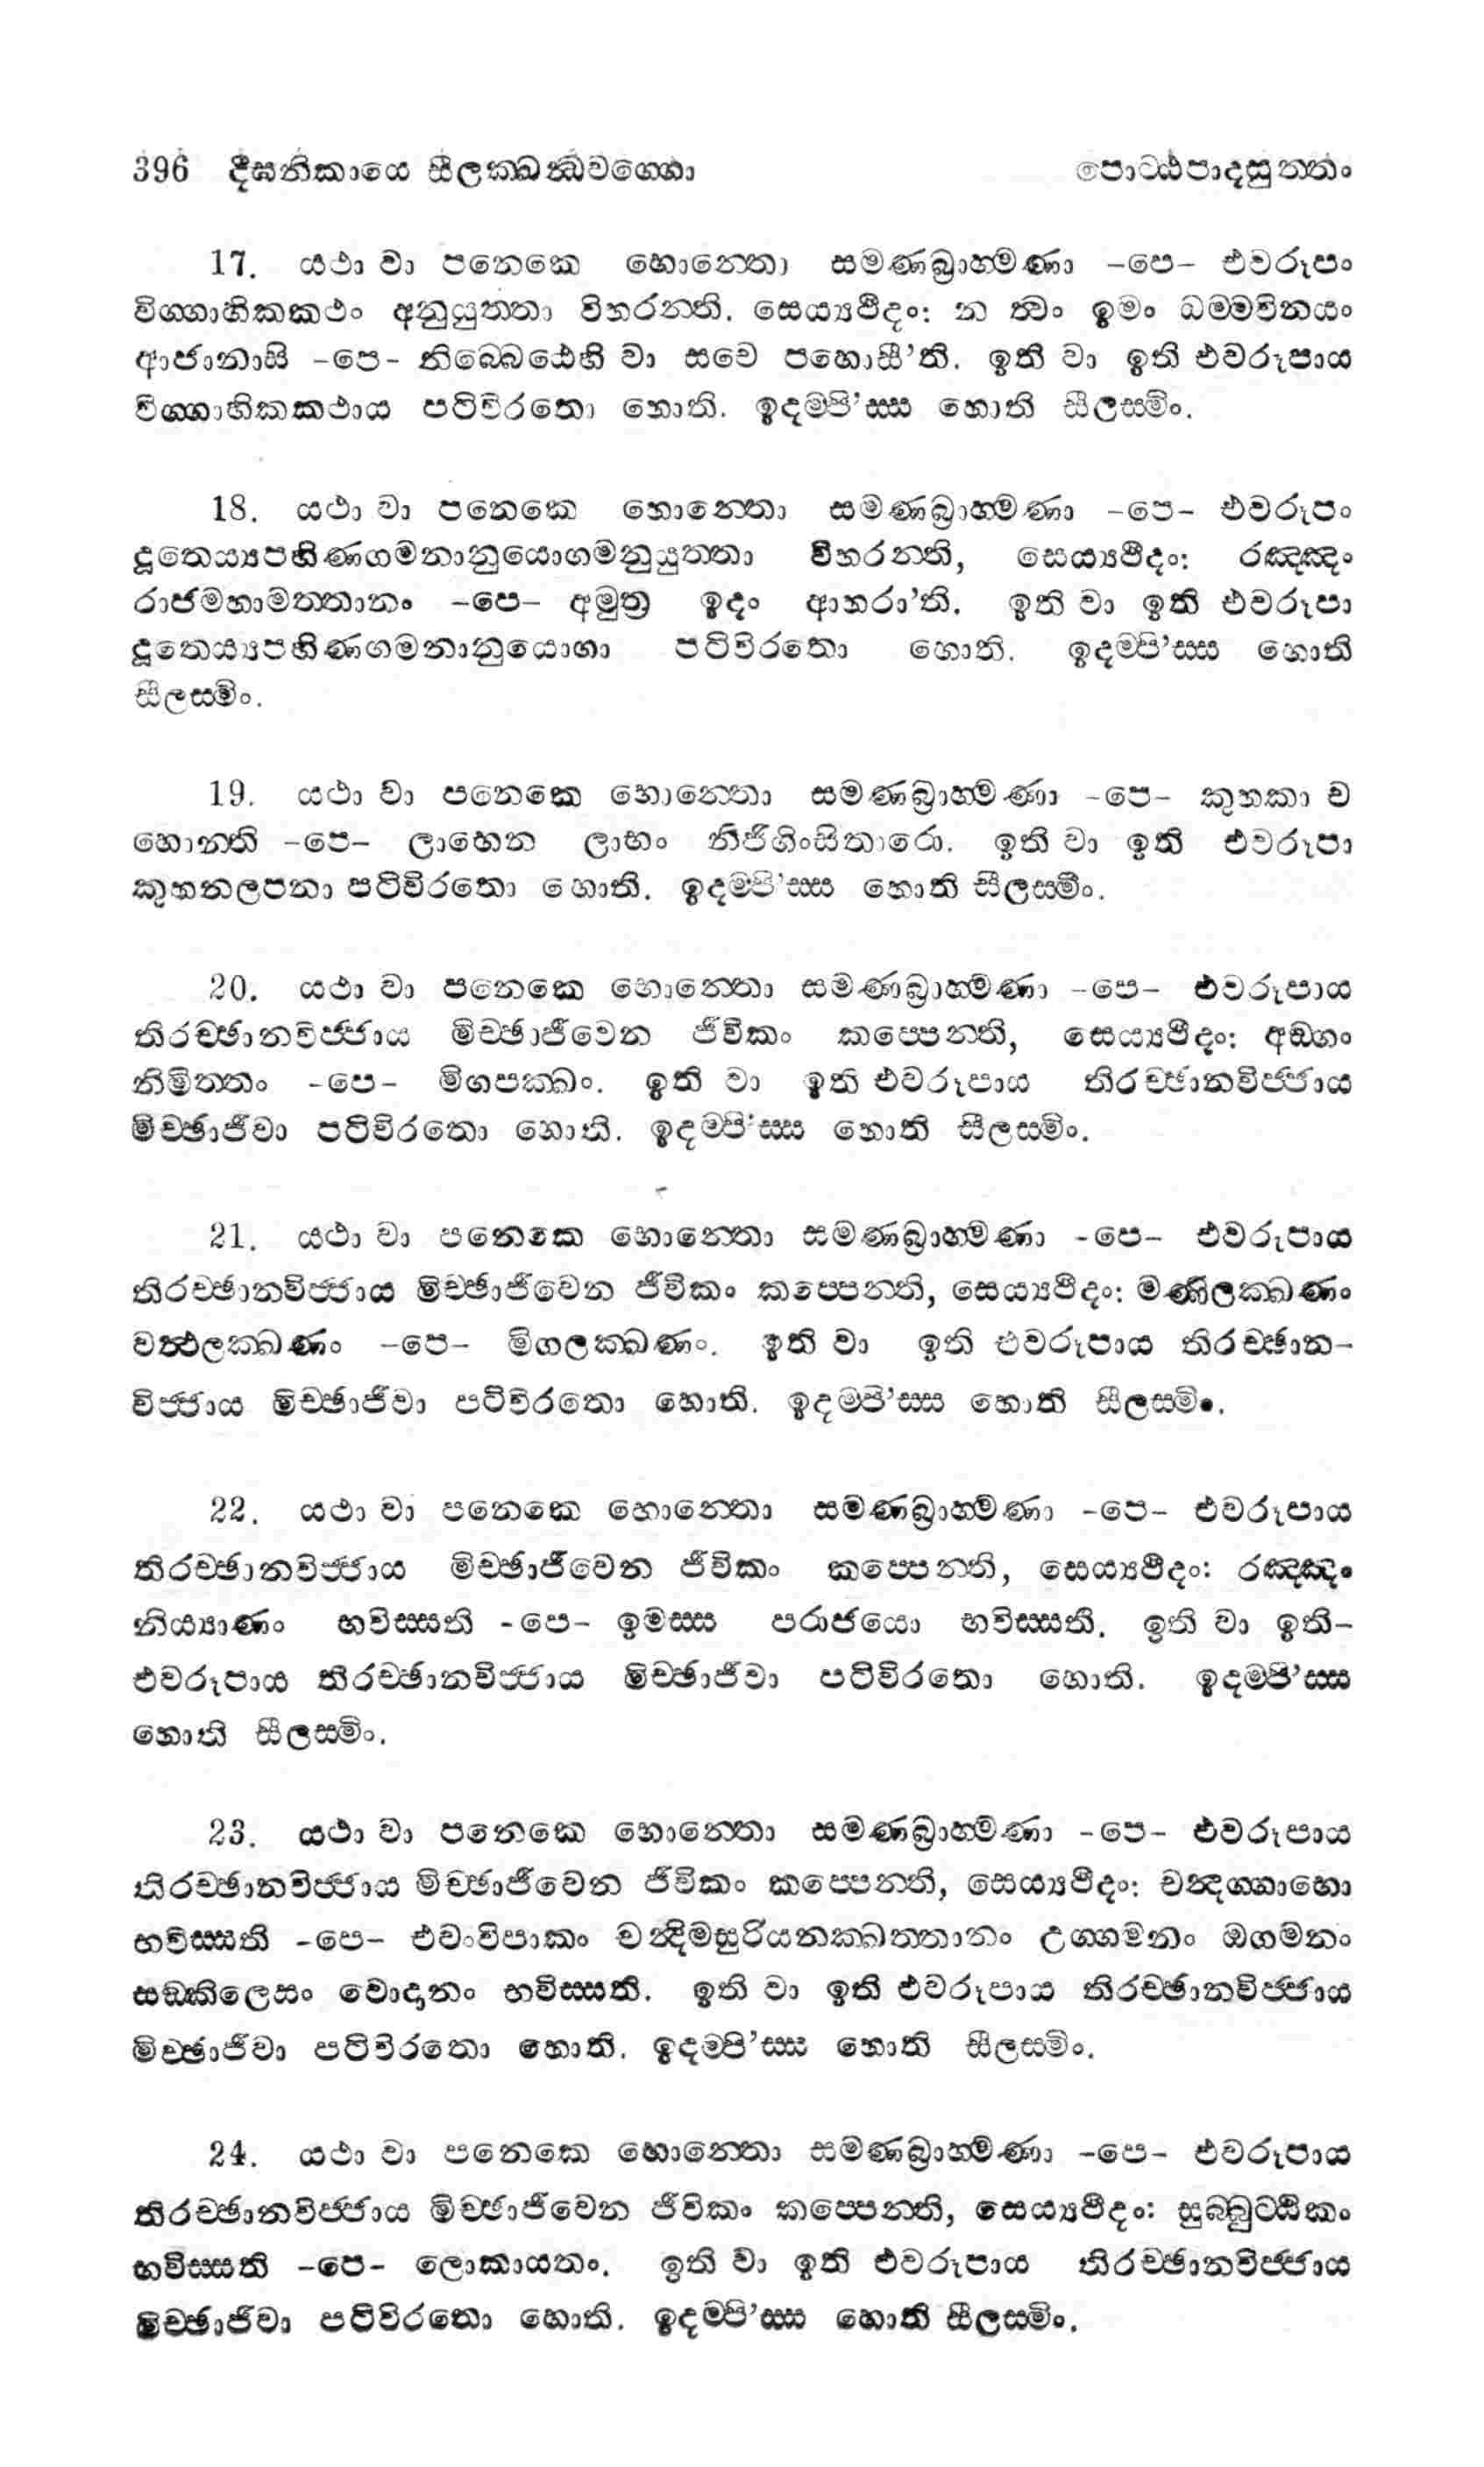 396 දීඝනිකායෙ සීලක්ඛන්ධවග්ගො පොට්ඨපාදසුත්තං
17. යථා වා පනෙකෙ භොන්තො සමණබ්‍රාහ්මණා -පෙ- එවරූපං
විග්ගාහිකකථං අනුයුත්තා විහරන්ති. සෙය්‍යථීදං: න ත්වං ඉමං ධම්මවිනයං
ආජානාසි -පෙ- නිබ්බෙඨෙහි වා සචෙ පහොසී'ති. ඉති වා ඉති එවරූපාය
විග්ගාහිකකථාය පටිවිරතො හොති. ඉදම්පි'ස්ස හොති සීලස්මිං.
18. යථා වා පනෙකෙ භොන්තො සමණබ්‍රාහ්මණා -පෙ- එවරූපං
දූතෙය්‍යපහිණගමනානුයොගමනුයුත්තා විහරන්ති, සෙය්‍යථීදං: රඤ්ඤං
රාජමහාමත්තානං -පෙ- අමුත්‍ර ඉදං ආහරා'ති. ඉති වා ඉති එවරූපා
දූතෙය්‍යපහිණගමනානුයොගා පටිවිරතො හොති. ඉදම්පි'ස්ස හොති
සීලස්මිං.
19. යථා වා පනෙකෙ භොන්තො සමණබ්‍රාහ්මණා -පෙ- කුහකා ච
හොන්ති -පෙ- ලාභෙන ලාභං නිජිගිංසිතාරො. ඉති වා ඉති එවරූපා
කුහනලපනා පටිවිරතො හොති. ඉදම්පි'ස්ස හොති සීලස්මිං.
20. යථා වා පනෙකෙ භොන්තො සමණබ්‍රාහ්මණා -පෙ- එවරූපාය
තිරච්ඡානවිජ්ජාය මිච්ඡාජීවෙන ජීවිකං කප්පෙන්ති, සෙය්‍යථීදං: අඞ්ගං
නිමිත්තං -පෙ- මිගපක්ඛං. ඉති වා ඉති එවරූපාය තිරච්ඡානවිජ්ජාය
මිච්ඡාජීවා පටිවිරතො හොති. ඉදම්පි'ස්ස හොති සීලස්මිං.
21. යථා වා පනෙකෙ භොන්තො සමණබ්‍රාහ්මණා -පෙ- එවරූපාය
තිරච්ඡානවිජ්ජාය මිච්ඡාජීවෙන ජීවිකං කප්පෙන්ති, සෙය්‍යථීදං: මණිලක්ඛණං
වත්ථලක්ඛණං -පෙ- මිගලක්ඛණං. ඉති වා ඉති එවරූපාය තිරච්ඡාන-
විජ්ජාය මිච්ඡාජීවා පටිවිරතො හොති. ඉදම්පි'ස්ස හොති සීලස්මිං.
22. යථා වා පනෙකෙ භොන්තො සමණබ්‍රාහ්මණා -පෙ- එවරූපාය
තිරච්ඡානවිජ්ජාය මිච්ඡාජීවෙන ජීවිකං කප්පෙන්ති, සෙය්‍යථීදං: රඤ්ඤං
නිය්‍යාණං භවිස්සති -පෙ- ඉමස්ස පරාජයො භවිස්සති. ඉති වා ඉති-
එවරූපාය තිරච්ඡානවිජ්ජාය මිච්ඡාජීවා පටිවිරතො හොති. ඉදම්පි'ස්ස
හොති සීලස්මිං.
23. යථා වා පනෙකෙ භොන්තො සමණබ්‍රාහ්මණා -පෙ- එවරූපාය
තිරච්ඡානවිජ්ජාය මිච්ඡාජීවෙන ජීවිකං කප්පෙන්ති, සෙය්‍යථීදං: චන්දග්ගාහො
භවිස්සති -පෙ- එවංවිපාකං චන්දිමසුරියනක්ඛත්තානං උග්ගමනං ඔගමනං
සඞ්කිලෙසං වොදානං භවිස්සති. ඉති වා ඉති එවරූපාය තිරච්ඡානවිජ්ජාය
මිච්ඡාජීවා පටිවිරතො හොති. ඉදම්පි'ස්ස හොති සීලස්මිං.
24. යථා වා පනෙකෙ භොන්තො සමණබ්‍රාහ්මණා -පෙ- එවරූපාය
තිරච්ඡානවිජ්ජාය මිච්ඡාජීවෙන ජීවිකං කප්පෙන්ති, සෙය්‍යථීදං: සුබ්බුට්ඨිකං
භවිස්සති -පෙ- ලොකායතං. ඉති වා ඉති එවරූපාය තිරච්ඡානවිජ්ජාය
මිච්ඡාජීවා පටිවිරතො හොති. ඉදම්පි'ස්ස හොති සීලස්මිං.